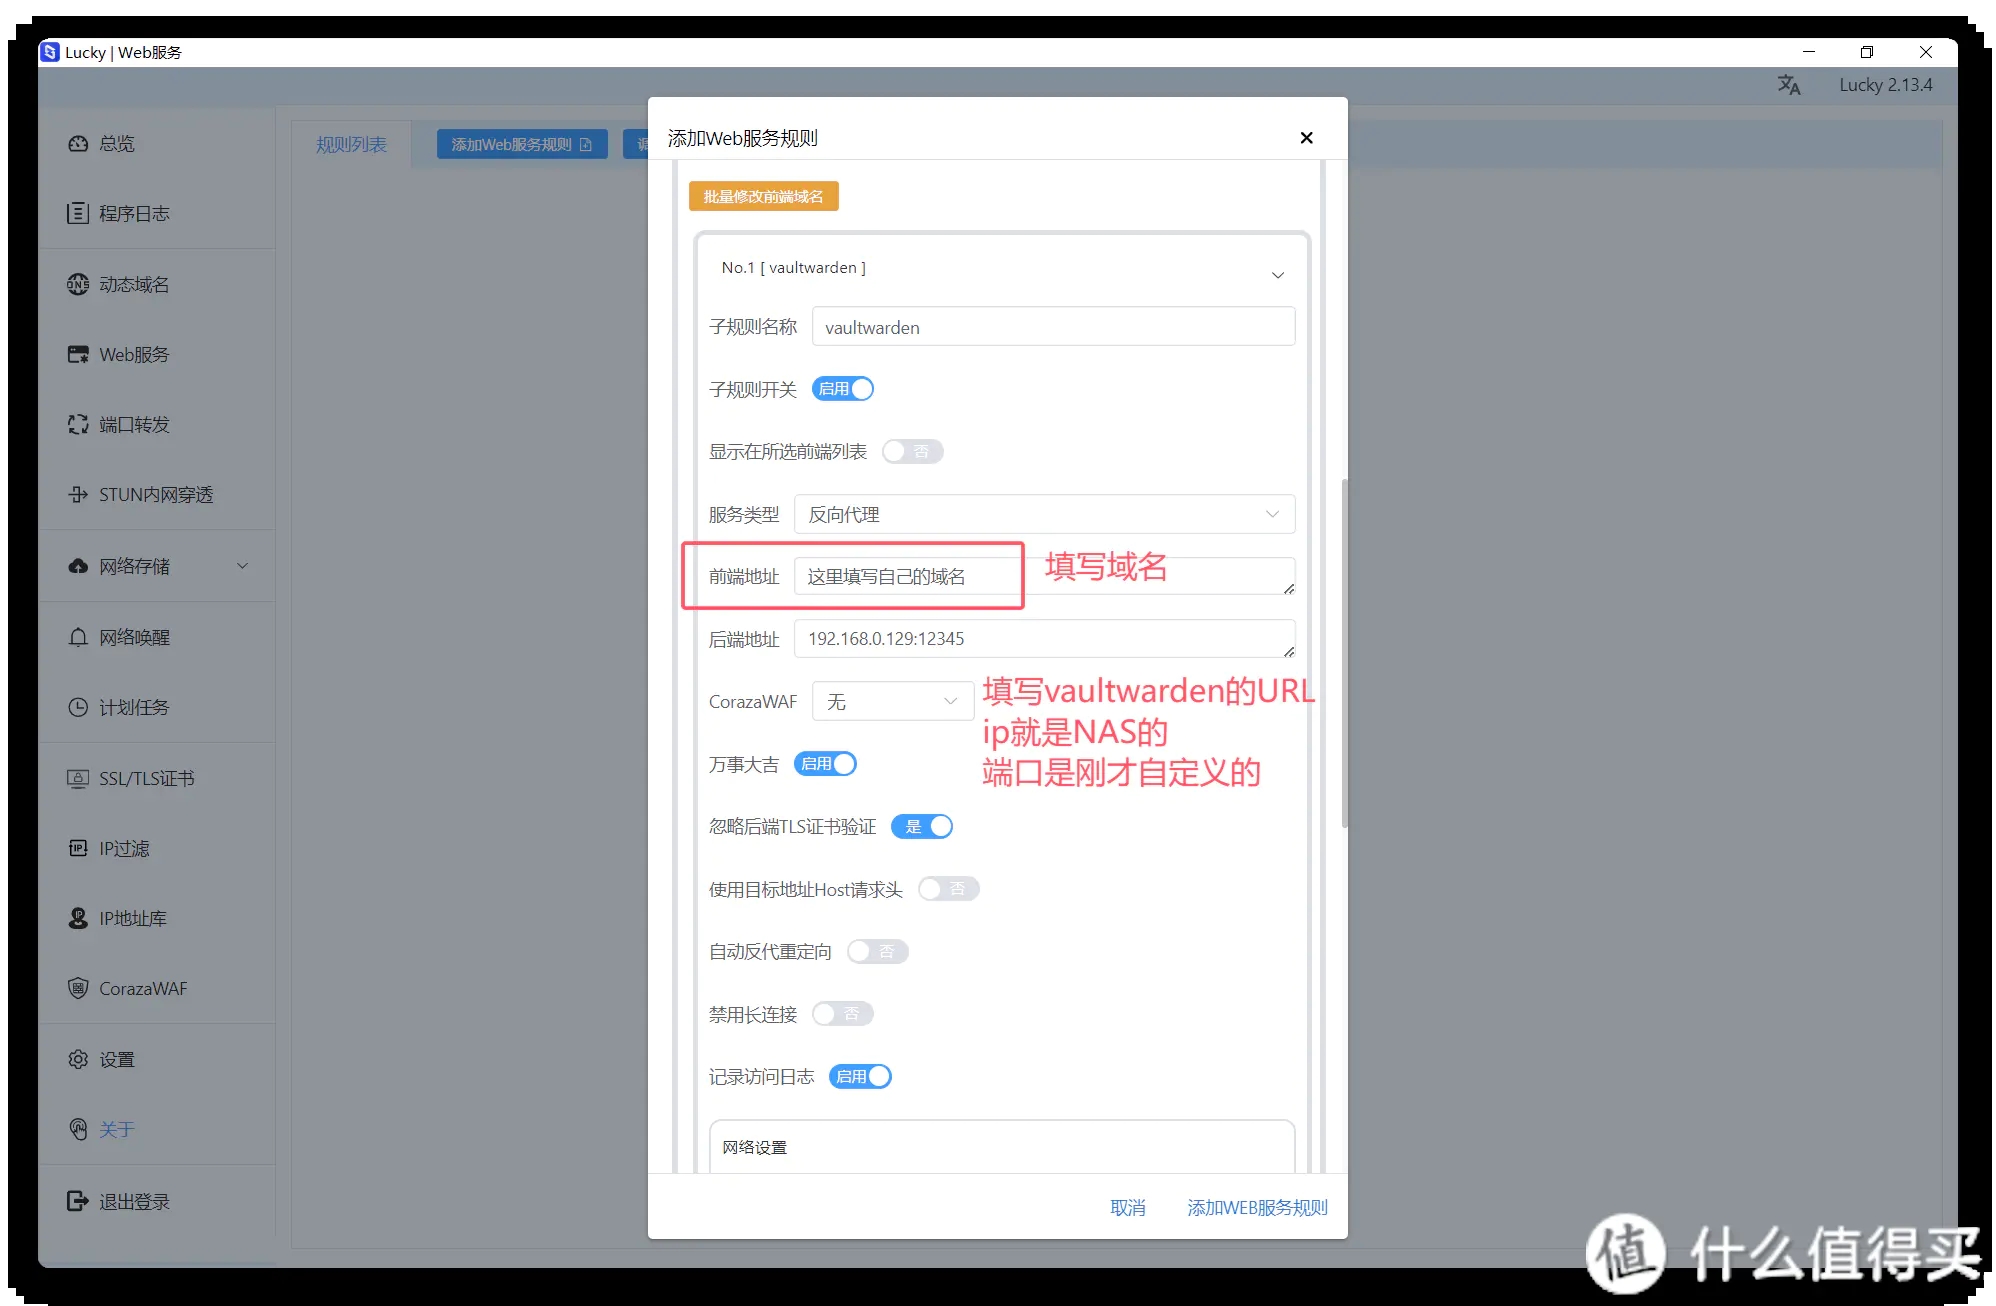 Lucky | Web服务
Lucky 2.13.4
总览
程序日志
动态域名
Web服务
端口转发
STUN内网穿透
网络存储
网络唤醒
计划任务
SSL/TLS证书
IP过滤
IP地址库
CorazaWAF
设置
关于
退出登录
规则列表
添加Web服务规则
添加Web服务规则
批量修改前端域名
No.1 [ vaultwarden ]
子规则名称 vaultwarden
子规则开关 启用
显示在所选前端列表 否
服务类型 反向代理
前端地址 这里填写自己的域名
填写域名
后端地址 192.168.0.129:12345
填写vaultwarden的URL
ip就是NAS的
端口是刚才自定义的
CorazaWAF 无
万事大吉 启用
忽略后端TLS证书验证 是
使用目标地址Host请求头 否
自动反代重定向 否
禁用长连接 否
记录访问日志 启用
网络设置
取消 添加WEB服务规则
值 什么值得买